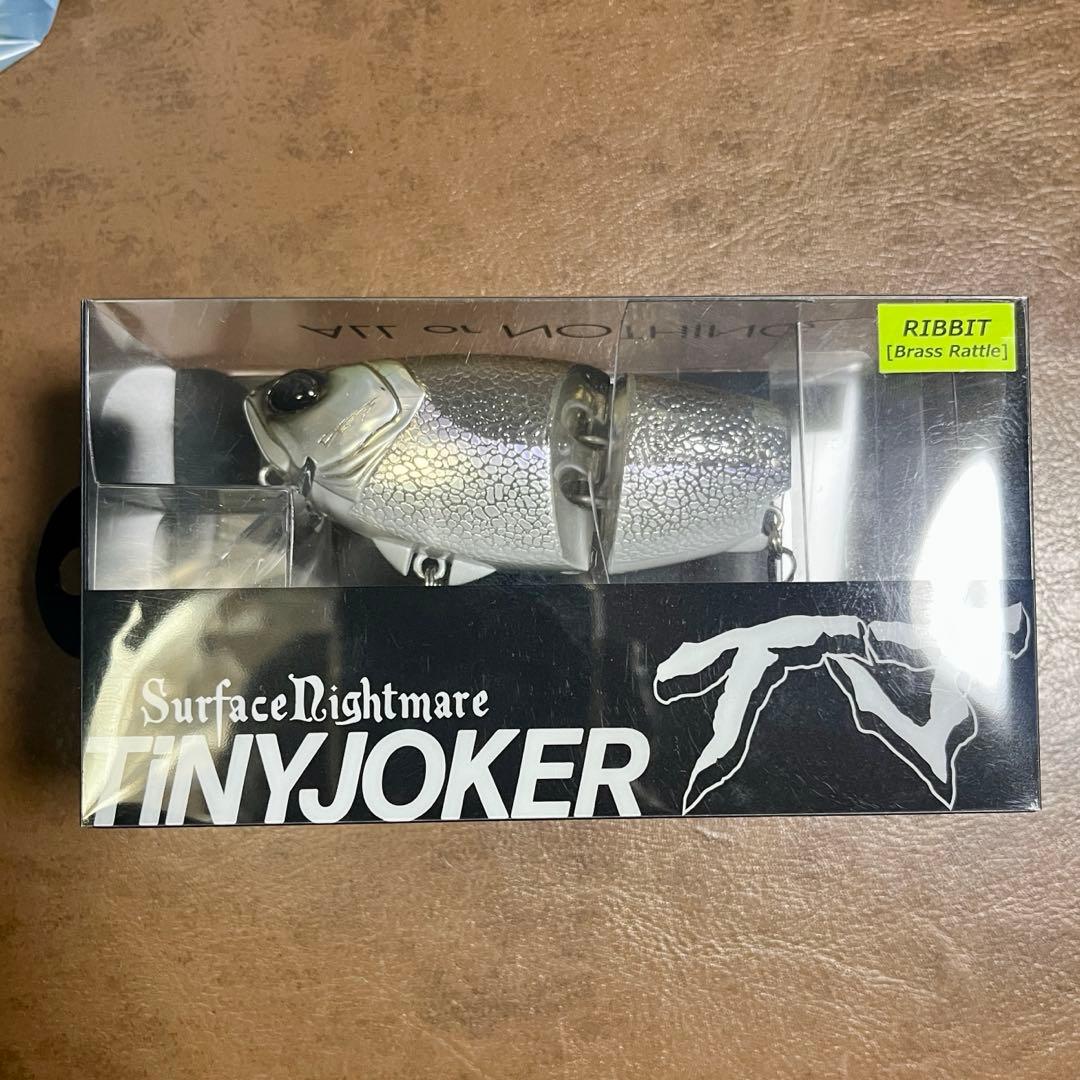 ALL or NOTHING
RIBBIT
[Brass Rattle]
SurfaceNightmare
TiNYJOKER
TJ